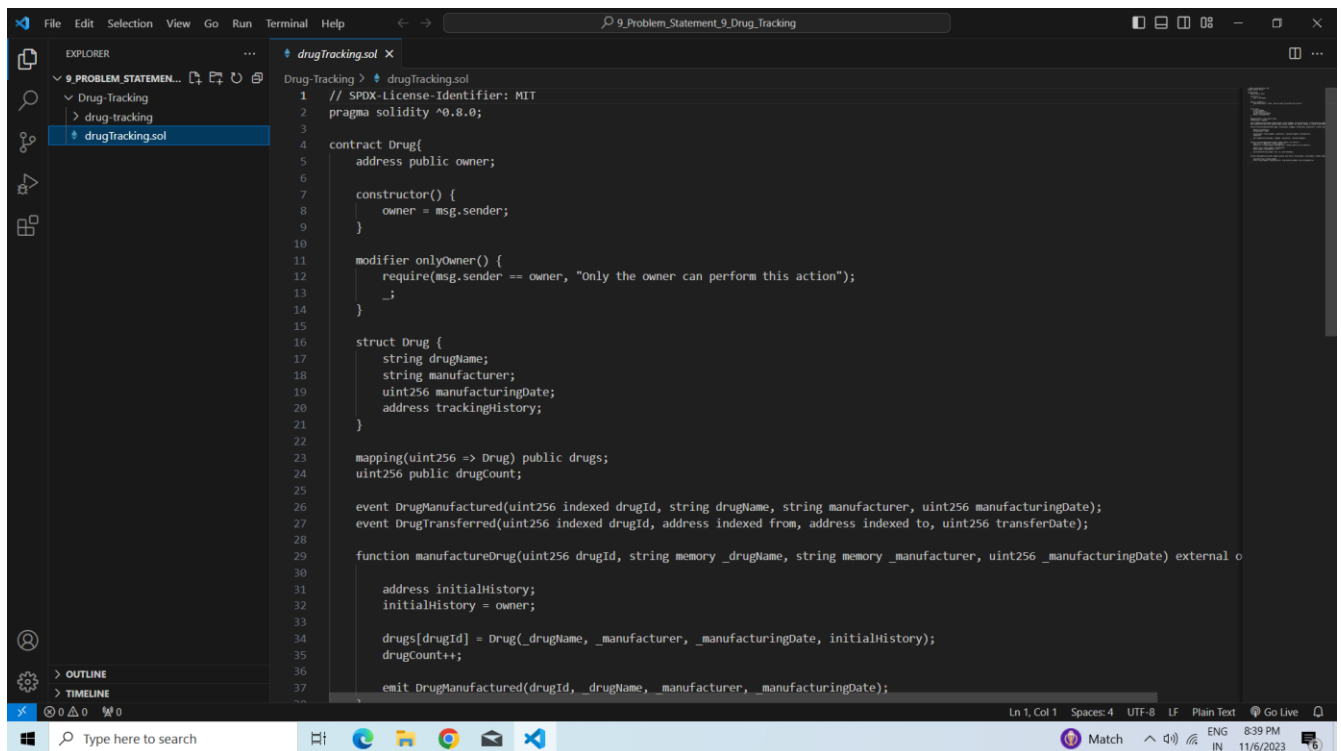 File Edit Selection View Go Run Terminal Help
9_Problem_Statement_9_Drug_Tracking
EXPLORER
9_PROBLEM_STATEMEN...
Drug-Tracking
drug-tracking
drugTracking.sol
OUTLINE
TIMELINE
drugTracking.sol
Drug-Tracking > drugTracking.sol
1 // SPDX-License-Identifier: MIT
2 pragma solidity ^0.8.0;
3
4 contract Drug{
5 address public owner;
6
7 constructor() {
8 owner = msg.sender;
9 }
10
11 modifier onlyOwner() {
12 require(msg.sender == owner, "Only the owner can perform this action");
13 _;
14 }
15
16 struct Drug {
17 string drugName;
18 string manufacturer;
19 uint256 manufacturingDate;
20 address trackingHistory;
21 }
22
23 mapping(uint256 => Drug) public drugs;
24 uint256 public drugCount;
25
26 event DrugManufactured(uint256 indexed drugId, string drugName, string manufacturer, uint256 manufacturingDate);
27 event DrugTransferred(uint256 indexed drugId, address indexed from, address indexed to, uint256 transferDate);
28
29 function manufactureDrug(uint256 drugId, string memory _drugName, string memory _manufacturer, uint256 _manufacturingDate) external o
30
31 address initialHistory;
32 initialHistory = owner;
33
34 drugs[drugId] = Drug(_drugName, _manufacturer, _manufacturingDate, initialHistory);
35 drugCount++;
36
37 emit DrugManufactured(drugId, _drugName, _manufacturer, _manufacturingDate);
0 0 0
Ln 1, Col 1 Spaces: 4 UTF-8 LF Plain Text Go Live
Type here to search
Match
ENG
IN
8:39 PM
11/6/2023
6